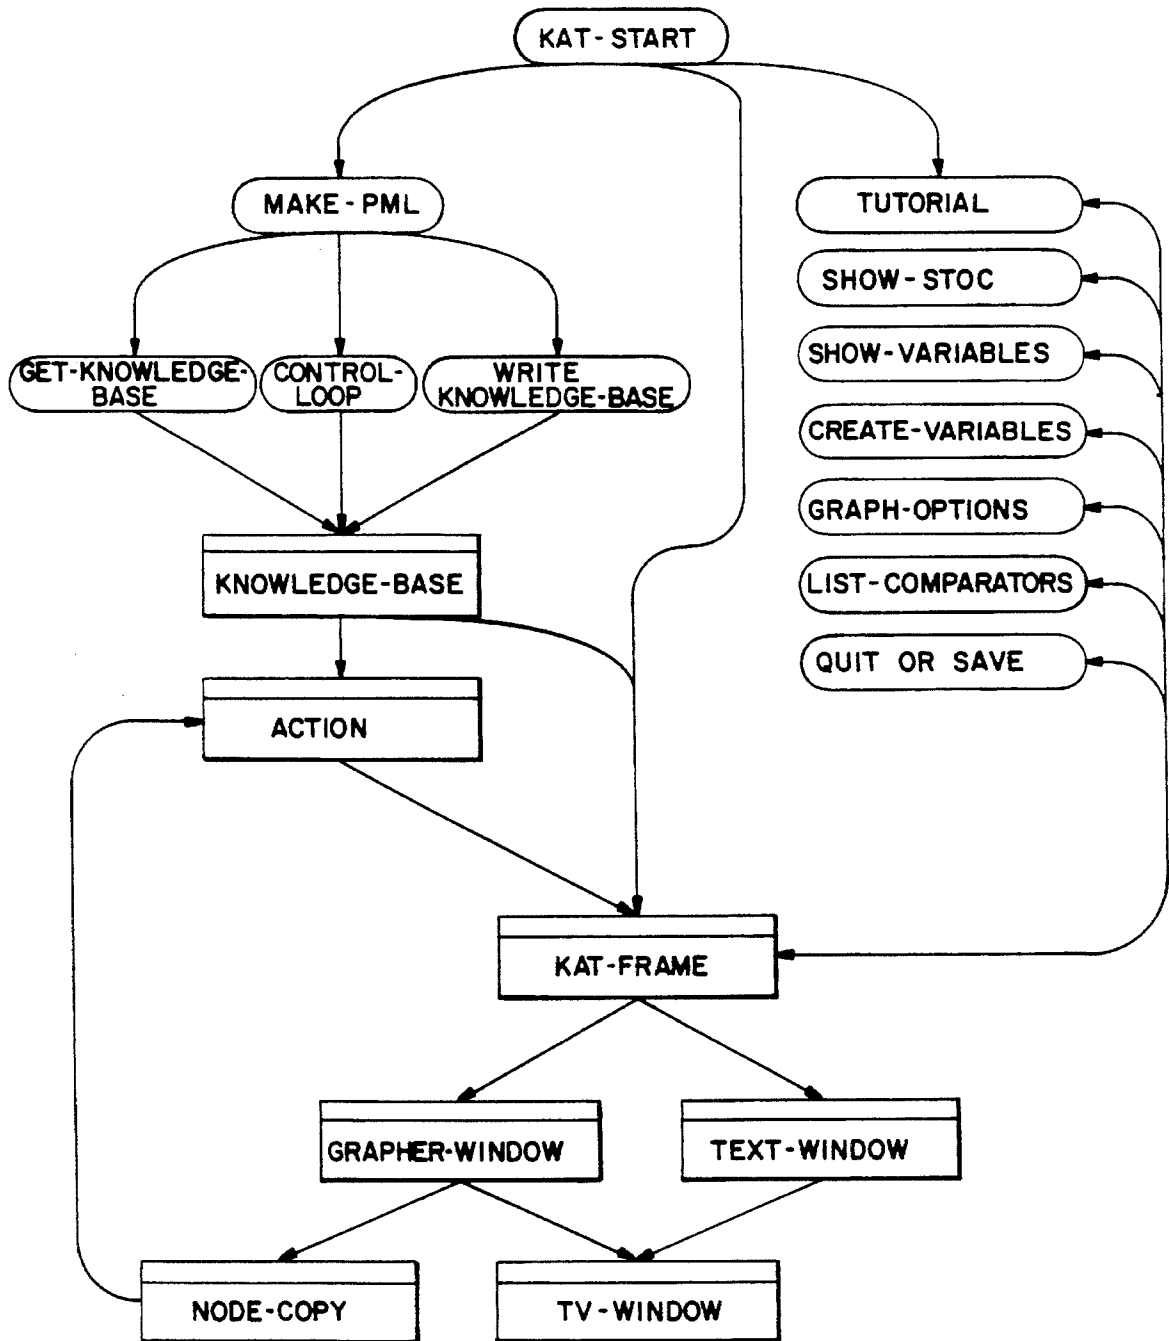 KAT-START
MAKE-PML
TUTORIAL
SHOW-STOC
SHOW-VARIABLES
CREATE-VARIABLES
GRAPH-OPTIONS
LIST-COMPARATORS
QUIT OR SAVE
GET-KNOWLEDGE-
BASE
CONTROL-
LOOP
WRITE
KNOWLEDGE-BASE
KNOWLEDGE-BASE
ACTION
KAT-FRAME
GRAPHER-WINDOW
TEXT-WINDOW
NODE-COPY
TV-WINDOW